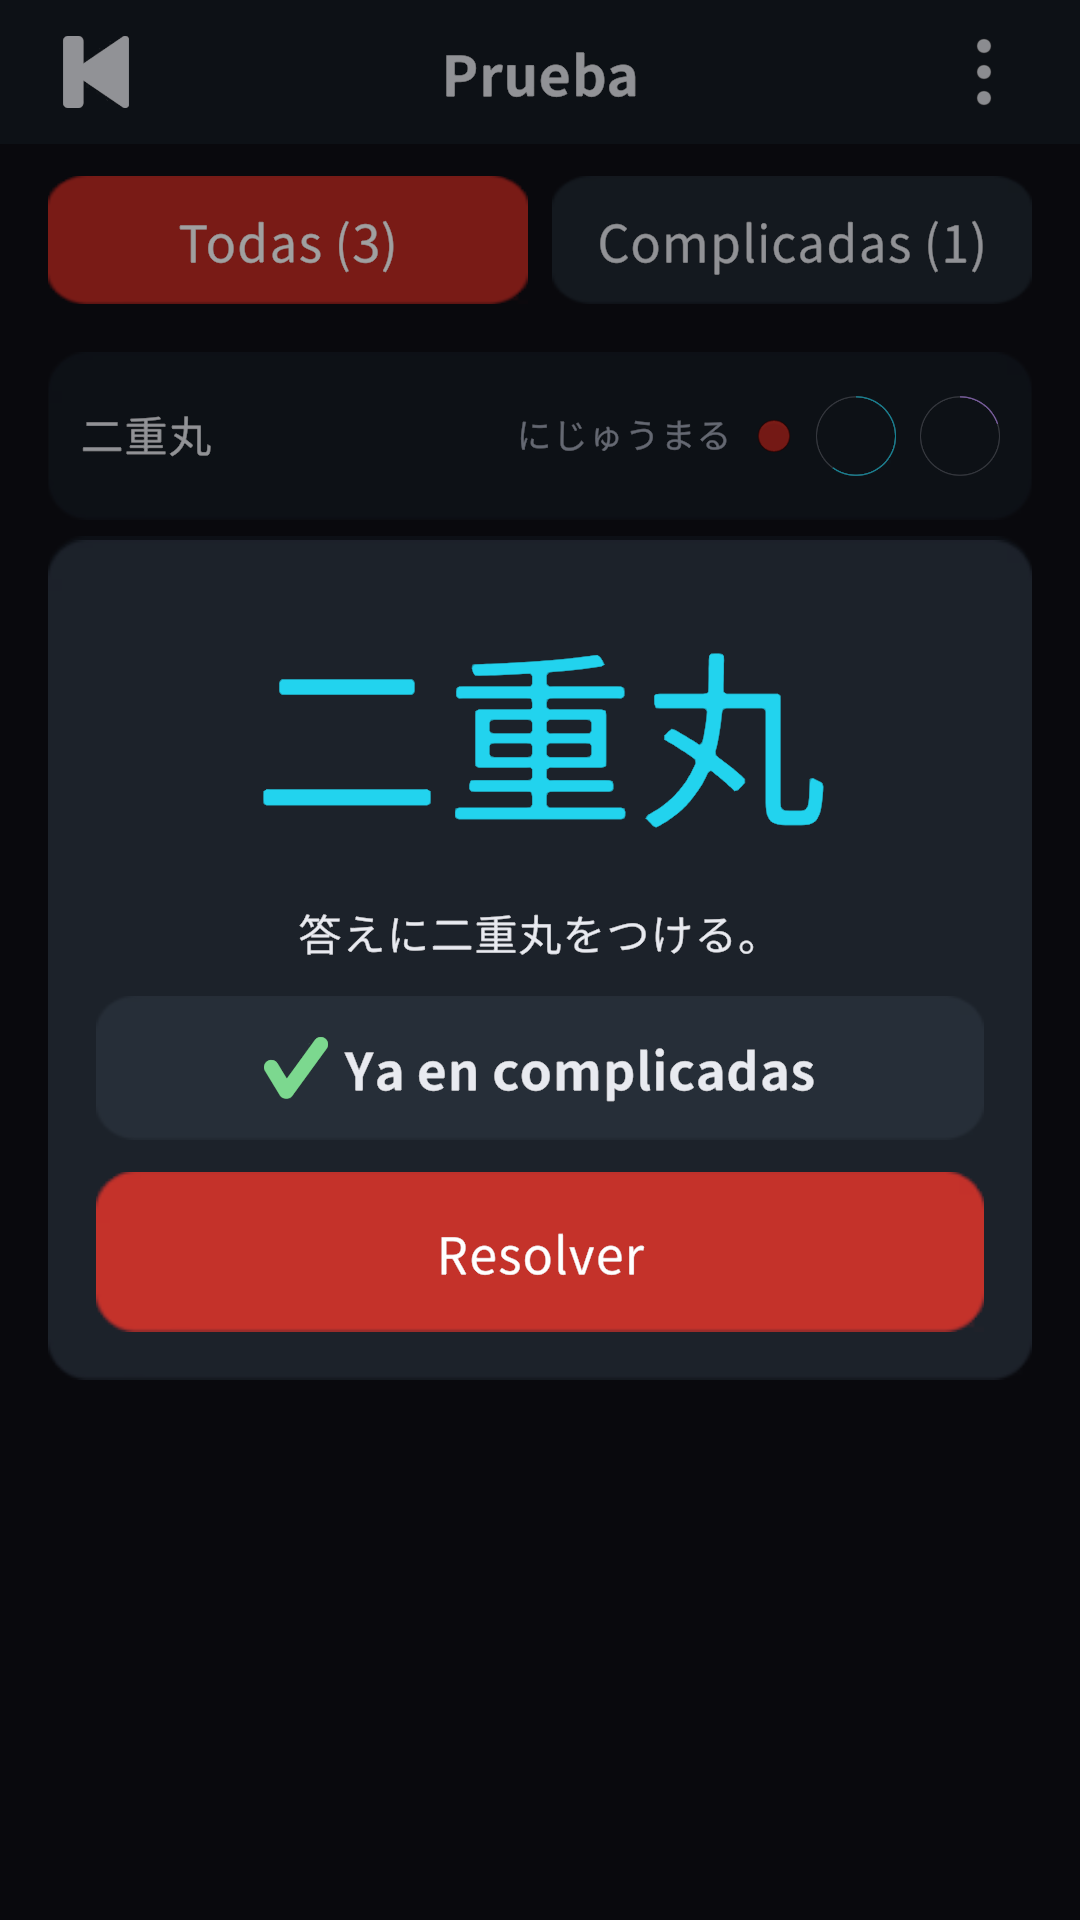 Prueba
Todas (3)
Complicadas (1)
二重丸
にじゅうまる
二重丸
答えに二重丸をつける。
Ya en complicadas
Resolver